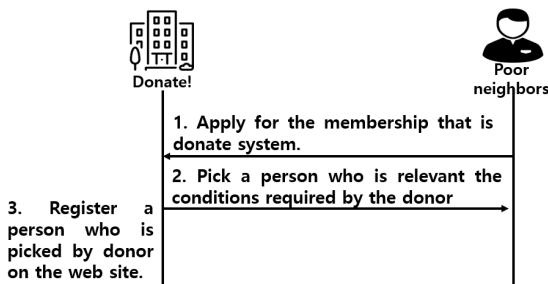 Donate!
Poor
neighbors
1. Apply for the membership that is
donate system.
2. Pick a person who is relevant the
conditions required by the donor
3. Register a
person who is
picked by donor
on the web site.